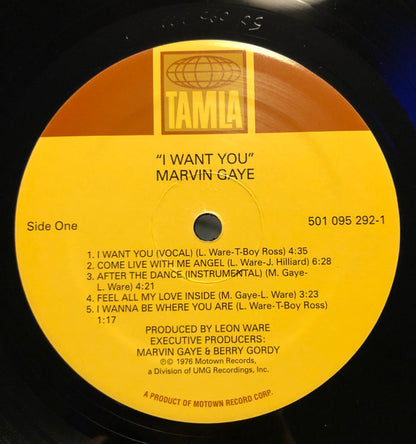 TAMLA
"I WANT YOU"
MARVIN GAYE
Side One
501 095 292-1
1. I WANT YOU (VOCAL) (L. Ware-T-Boy Ross) 4:35
2. COME LIVE WITH ME ANGEL (L. Ware-J. Hilliard) 6:28
3. AFTER THE DANCE (INSTRUMENTAL) (M. Gaye-
L. Ware) 4:21
4. FEEL ALL MY LOVE INSIDE (M. Gaye-L. Ware) 3:23
5. I WANNA BE WHERE YOU ARE (L. Ware-T-Boy Ross)
1:17
PRODUCED BY LEON WARE
EXECUTIVE PRODUCERS:
MARVIN GAYE & BERRY GORDY
℗© 1976 Motown Records,
a Division of UMG Recordings, Inc.
A PRODUCT OF MOTOWN RECORD CORP.